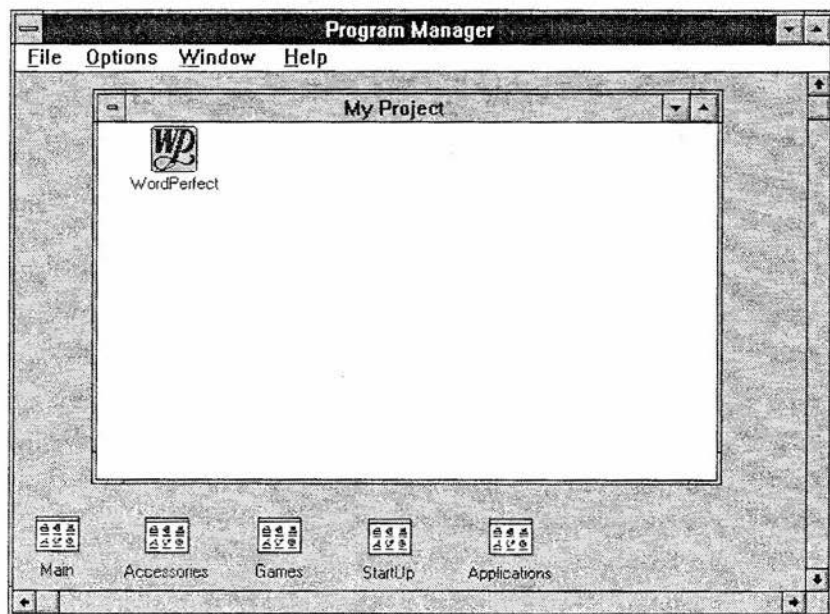 Program Manager
File Options Window Help
My Project
WP
WordPerfect
Main Accessories Games StartUp Applications